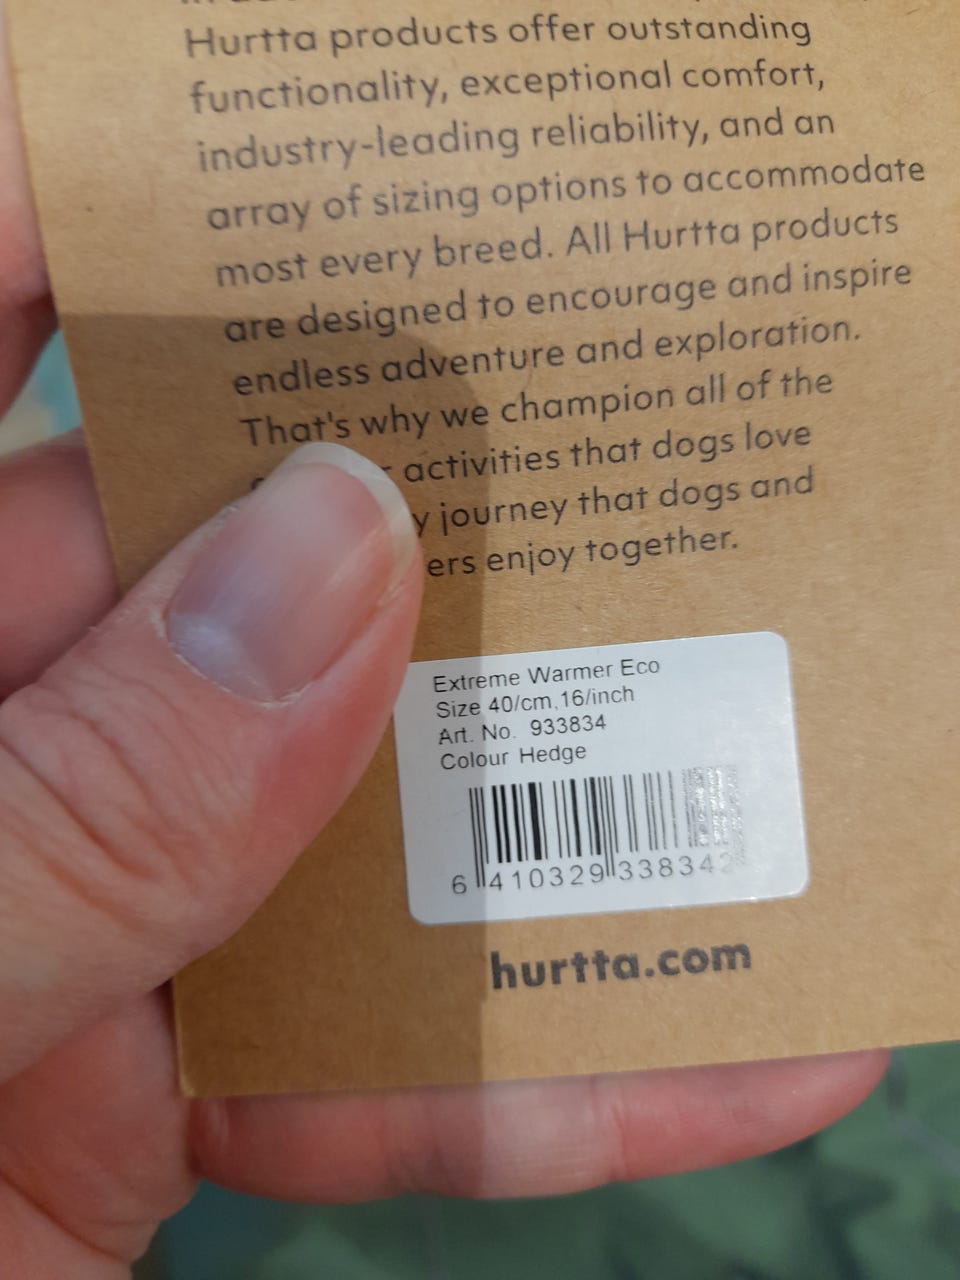 Hurtta products offer outstanding
functionality, exceptional comfort,
industry-leading reliability, and an
array of sizing options to accommodate
most every breed. All Hurtta products
are designed to encourage and inspire
endless adventure and exploration.
That's why we champion all of the
activities that dogs love
journey that dogs and
enjoy together.
Extreme Warmer Eco
Size 40/cm,16/inch
Art. No. 933834
Colour Hedge
6 410329 338342
hurtta.com